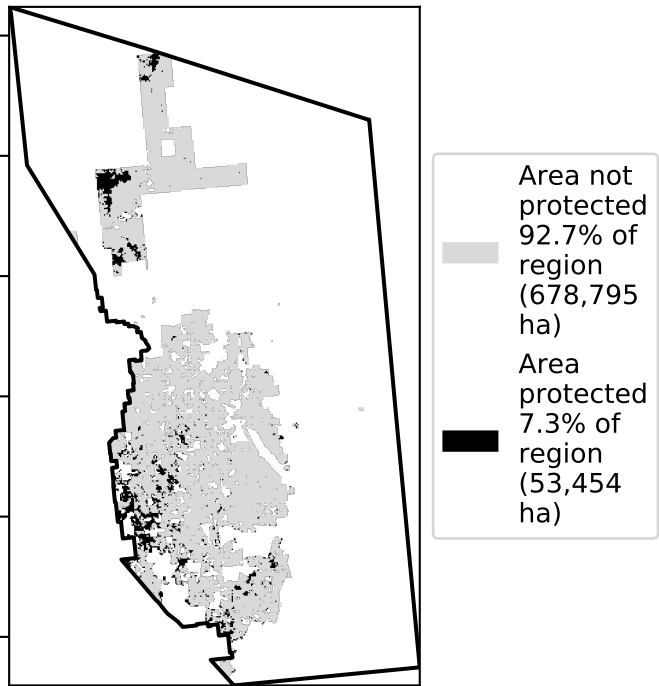 Area not
protected
92.7% of
region
(678,795
ha)
Area
protected
7.3% of
region
(53,454
ha)